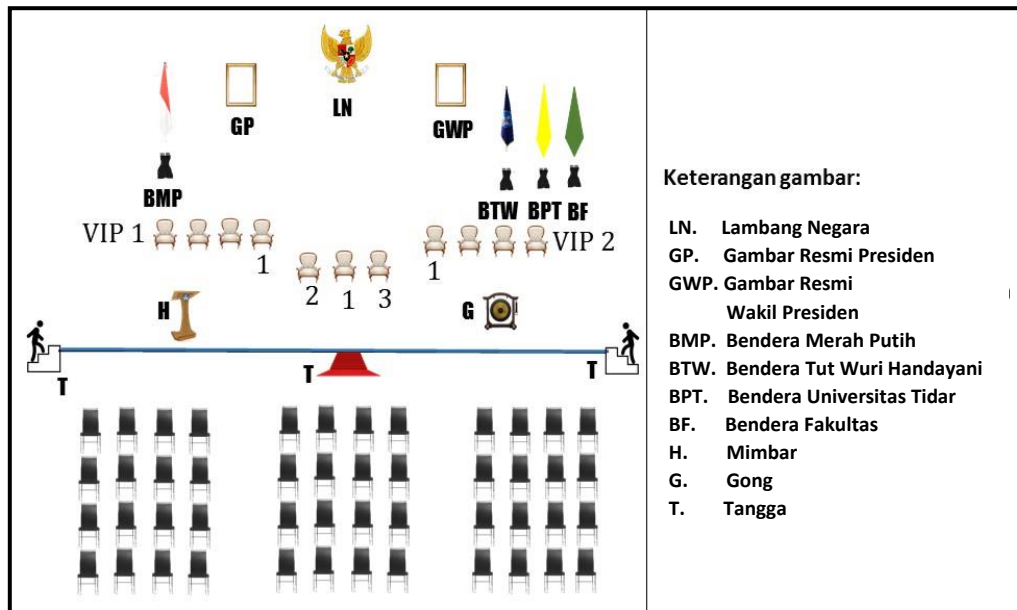 LN
GP
GWP
BMP
BTW BPT BF
VIP 1
VIP 2
1
1
2 1 3
H
G
T
T
T
Keterangan gambar:
LN. Lambang Negara
GP. Gambar Resmi Presiden
GWP. Gambar Resmi
Wakil Presiden
BMP. Bendera Merah Putih
BTW. Bendera Tut Wuri Handayani
BPT. Bendera Universitas Tidar
BF. Bendera Fakultas
H. Mimbar
G. Gong
T. Tangga